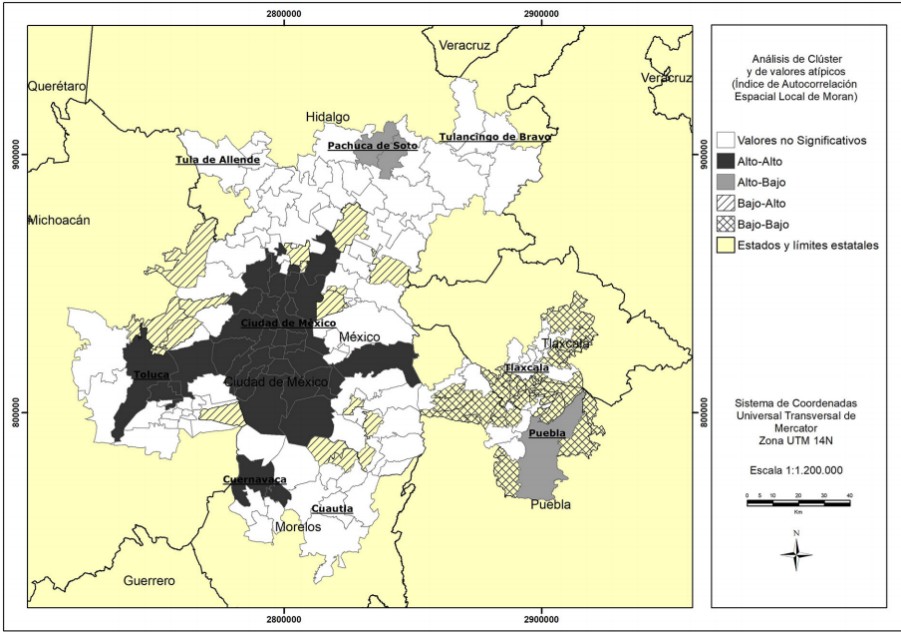 2800000
2900000
Veracruz
Veracruz
Querétaro
Hidalgo
Pachuca de Soto
Tulancingo de Bravo
Tula de Allende
900000
900000
Michoacán
Ciudad de México
México
Tlaxcala
Toluca
Tlaxcala
Ciudad de México
800000
800000
Puebla
Cuernavaca
Puebla
Cuautla
Morelos
Guerrero
2800000
2900000
Análisis de Clúster
y de valores atípicos
(Índice de Autocorrelación
Espacial Local de Moran)
Valores no Significativos
Alto-Alto
Alto-Bajo
Bajo-Alto
Bajo-Bajo
Estados y límites estatales
Sistema de Coordenadas
Universal Transversal de
Mercator
Zona UTM 14N
Escala 1:1.200.000
0 5 10 20 30 40
Km
N